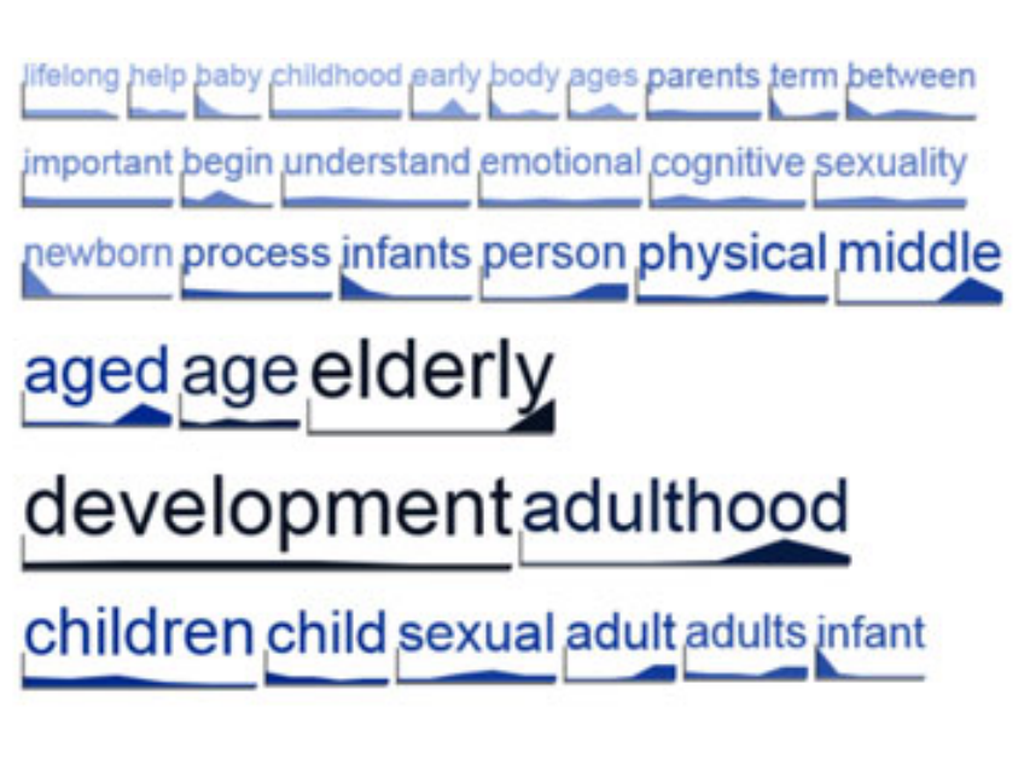 lifelong help baby childhood early body ages parents term between
important begin understand emotional cognitive sexuality
newborn process infants person physical middle
aged age elderly
development adulthood
children child sexual adult adults infant